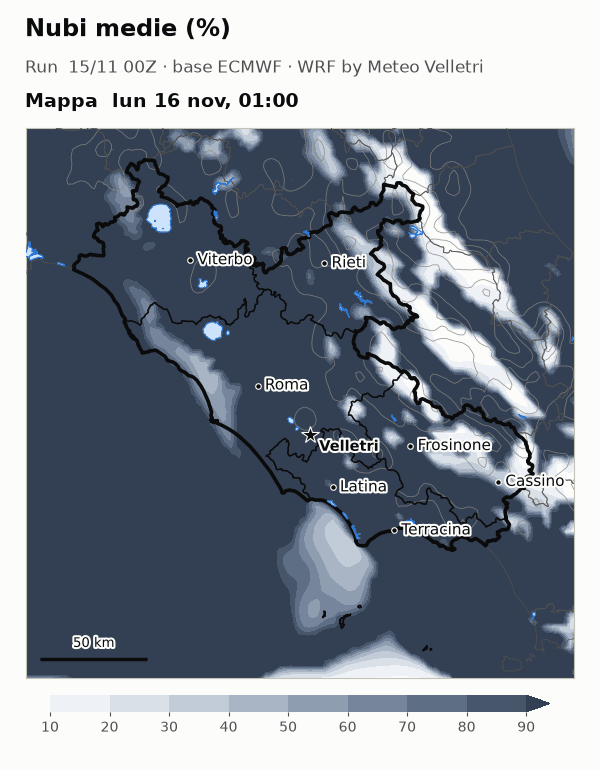 Nubi medie (%)
Run 15/11 00Z · base ECMWF · WRF by Meteo Velletri
Mappa lun 16 nov, 01:00
Viterbo
Rieti
Roma
Velletri
Frosinone
Cassino
Latina
Terracina
50 km
10 20 30 40 50 60 70 80 90